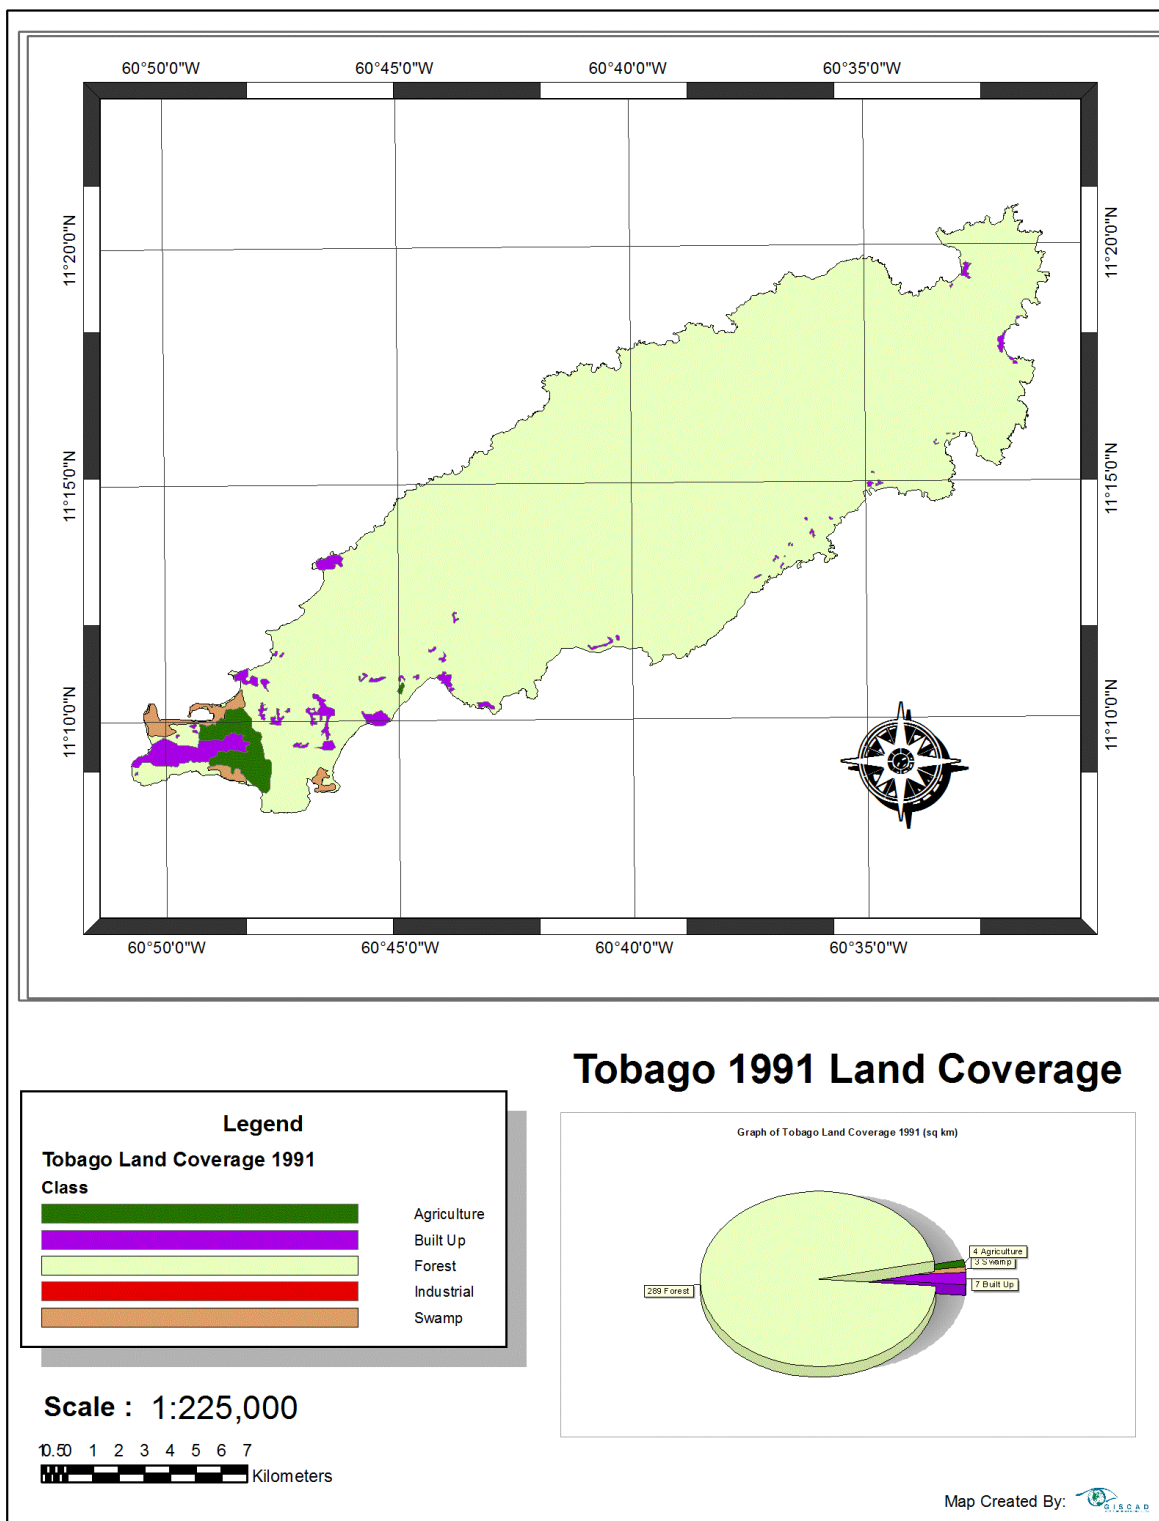 60°50'0"W 60°45'0"W 60°40'0"W 60°35'0"W
11°20'0"N 11°20'0"N
11°15'0"N 11°15'0"N
11°10'0"N 11°10'0"N
60°50'0"W 60°45'0"W 60°40'0"W 60°35'0"W
Tobago 1991 Land Coverage
Legend
Tobago Land Coverage 1991
Class
Agriculture
Built Up
Forest
Industrial
Swamp
Graph of Tobago Land Coverage 1991 (sq km)
4 Agriculture
3 Swamp
7 Built Up
289 Forest
Scale : 1:225,000
1 0.5 0 1 2 3 4 5 6 7
Kilometers
Map Created By:
GISCAD